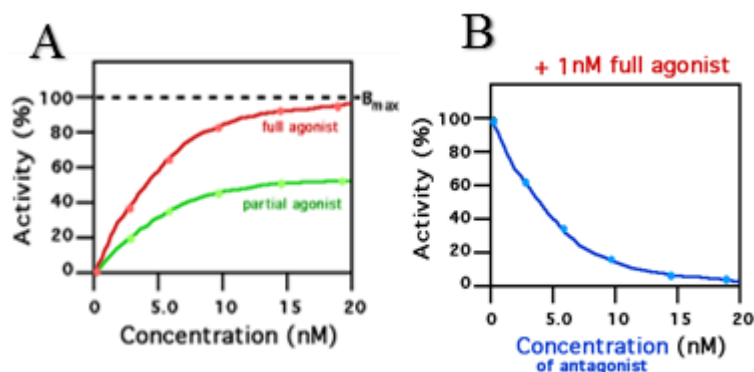 A
Activity (%)
100
80
60
40
20
0
B max
full agonist
partial agonist
0
5.0
10
15
20
Concentration (nM)
B
+ 1nM full agonist
Activity (%)
100
80
60
40
20
0
0
5.0
10
15
20
Concentration (nM)
of antagonist